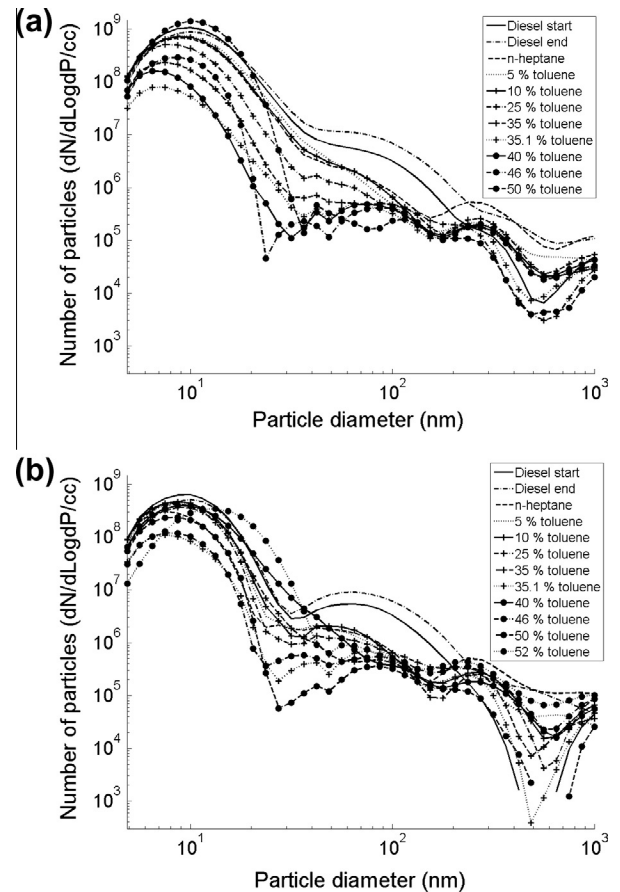 (a)
Number of particles (dN/dLogdP/cc)
10^9
10^8
10^7
10^6
10^5
10^4
10^3
10^1
10^2
10^3
Particle diameter (nm)
Diesel start
Diesel end
n-heptane
5 % toluene
10 % toluene
25 % toluene
35 % toluene
35.1 % toluene
40 % toluene
46 % toluene
50 % toluene
(b)
Number of particles (dN/dLogdP/cc)
10^9
10^8
10^7
10^6
10^5
10^4
10^3
10^1
10^2
10^3
Particle diameter (nm)
Diesel start
Diesel end
n-heptane
5 % toluene
10 % toluene
25 % toluene
35 % toluene
35.1 % toluene
40 % toluene
46 % toluene
50 % toluene
52 % toluene